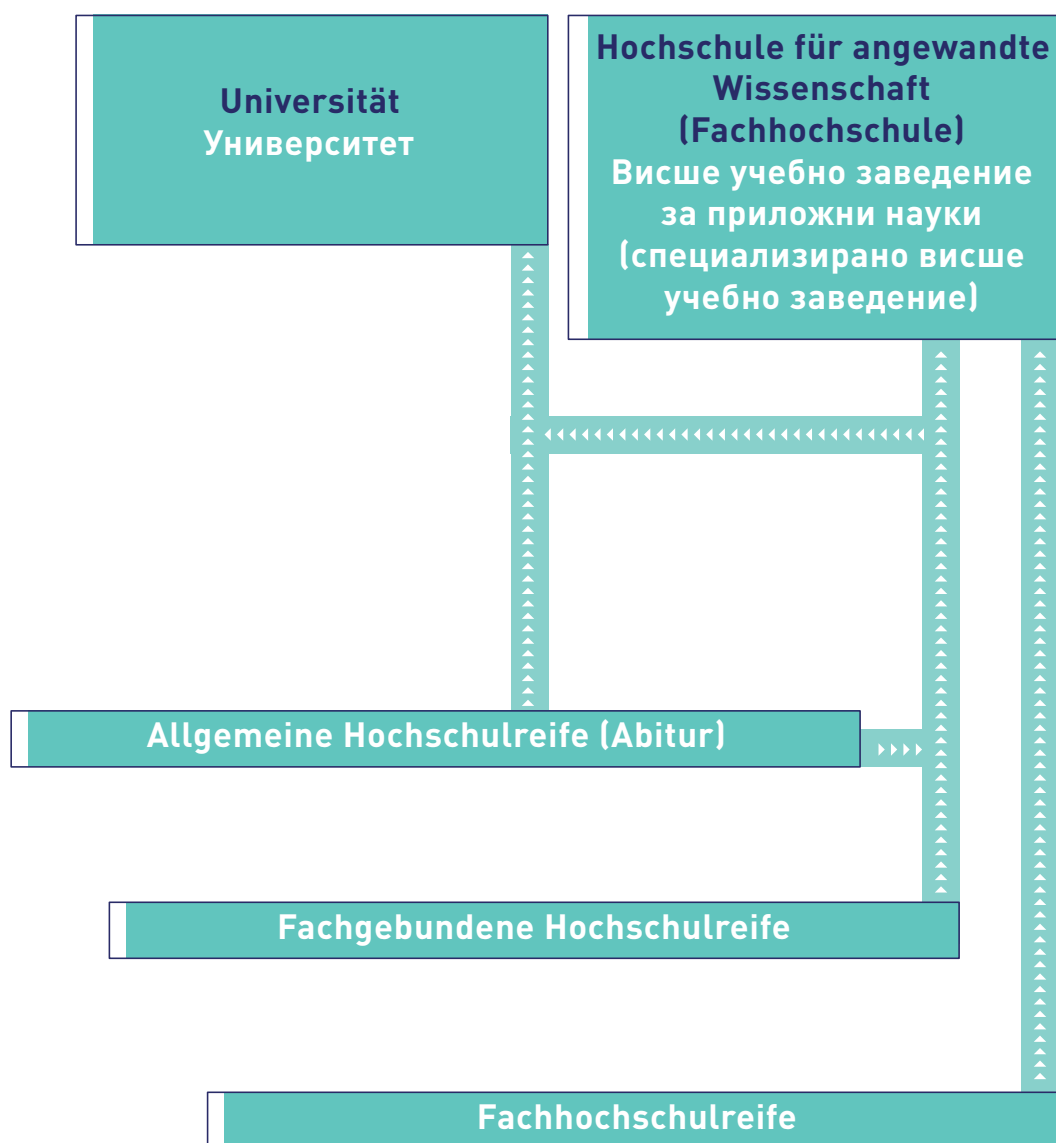 Universität
Университет
Hochschule für angewandte
Wissenschaft
(Fachhochschule)
Висше учебно заведение
за приложни науки
(специализирано висше
учебно заведение)
Allgemeine Hochschulreife (Abitur)
Fachgebundene Hochschulreife
Fachhochschulreife